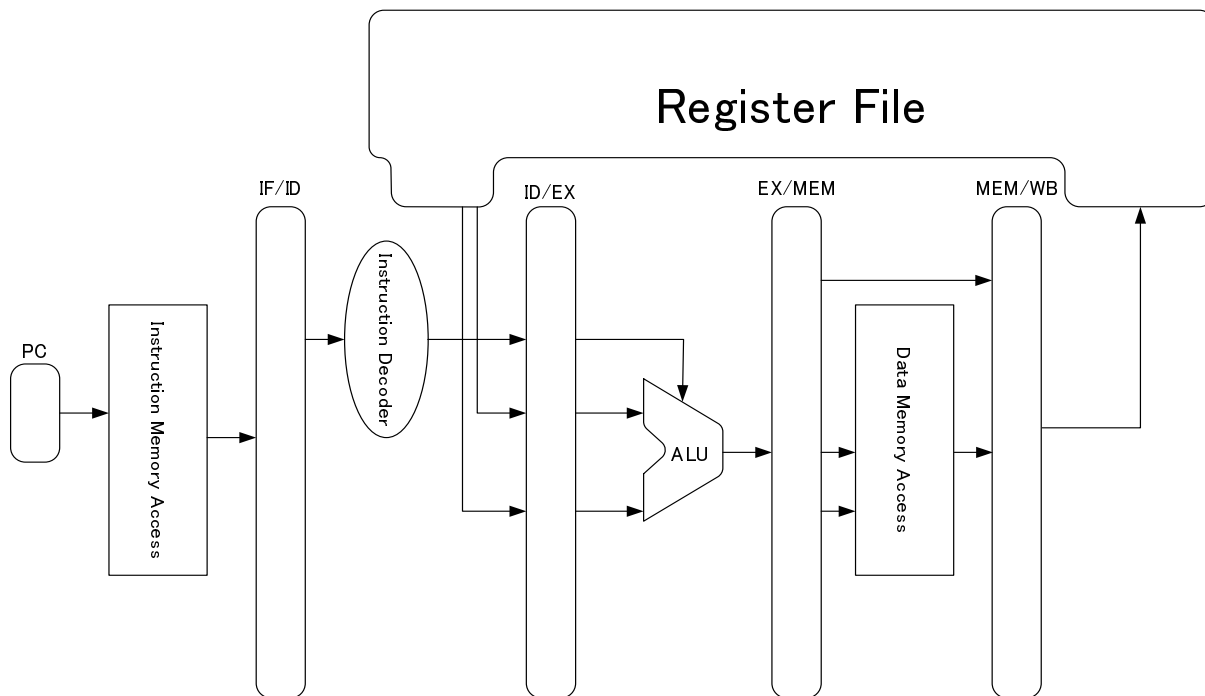 Register File
IF/ID
ID/EX
EX/MEM
MEM/WB
PC
Instruction Memory Access
Instruction Decoder
ALU
Data Memory Access